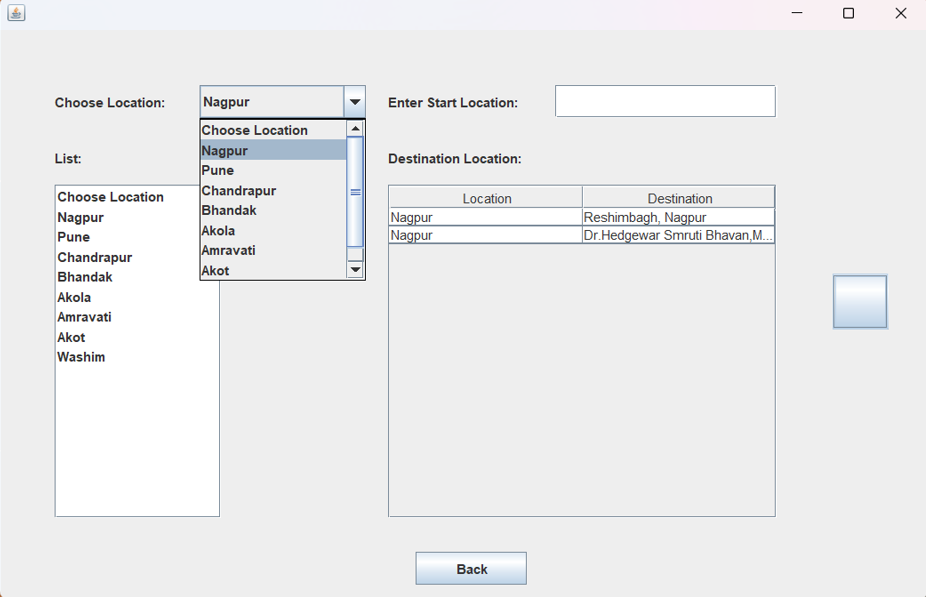 Choose Location:
Nagpur
Enter Start Location:
Choose Location
Nagpur
Pune
Chandrapur
Bhandak
Akola
Amravati
Akot
List:
Choose Location
Nagpur
Pune
Chandrapur
Bhandak
Akola
Amravati
Akot
Washim
Destination Location:
Location Destination
Nagpur Reshimbagh, Nagpur
Nagpur Dr.Hedgewar Smruti Bhavan,M...
Back